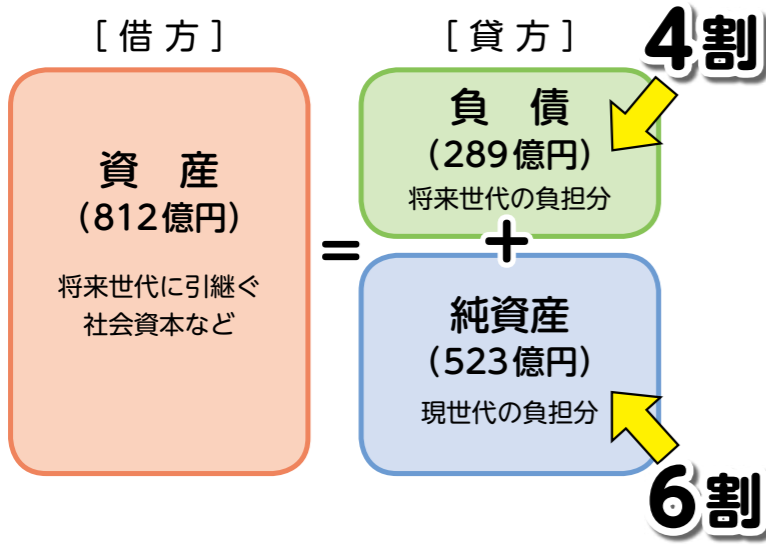 [借方]
[貸方]
4割
資　産
(812億円)
将来世代に引継ぐ
社会資本など
=
負　債
(289億円)
将来世代の負担分
+
純資産
(523億円)
現世代の負担分
6割